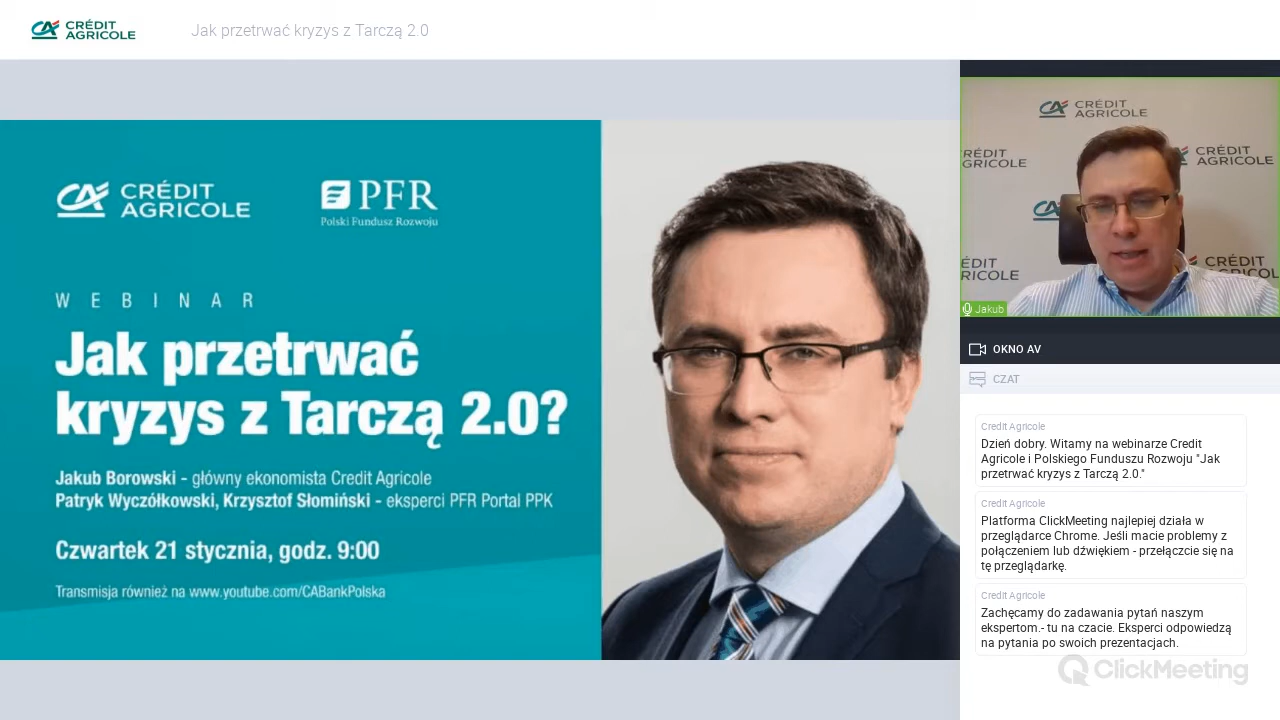 CRÉDIT
AGRICOLE
Jak przetrwać kryzys z Tarczą 2.0
CRÉDIT
AGRICOLE
PFR
Polski Fundusz Rozwoju
WEBINAR
Jak przetrwać
kryzys z Tarczą 2.0?
Jakub Borowski - główny ekonomista Credit Agricole
Patryk Wyczółkowski, Krzysztof Słomiński - eksperci PFR Portal PPK
Czwartek 21 stycznia, godz. 9:00
Transmisja również na www.youtube.com/CABankPolska
CRÉDIT
AGRICOLE
CRÉDIT
AGRICOLE
CRÉDIT
AGRICOLE
ÉDIT
AGRICOLE
CRÉDIT
AGRICOLE
Jakub
OKNO AV
CZAT
Credit Agricole
Dzień dobry. Witamy na webinarze Credit
Agricole i Polskiego Funduszu Rozwoju "Jak
przetrwać kryzys z Tarczą 2.0."
Credit Agricole
Platforma ClickMeeting najlepiej działa w
przeglądarce Chrome. Jeśli macie problemy z
połączeniem lub dźwiękiem - przełączcie się na
tę przeglądarkę.
Credit Agricole
Zachęcamy do zadawania pytań naszym
ekspertom.- tu na czacie. Eksperci odpowiedzą
na pytania po swoich prezentacjach.
ClickMeeting